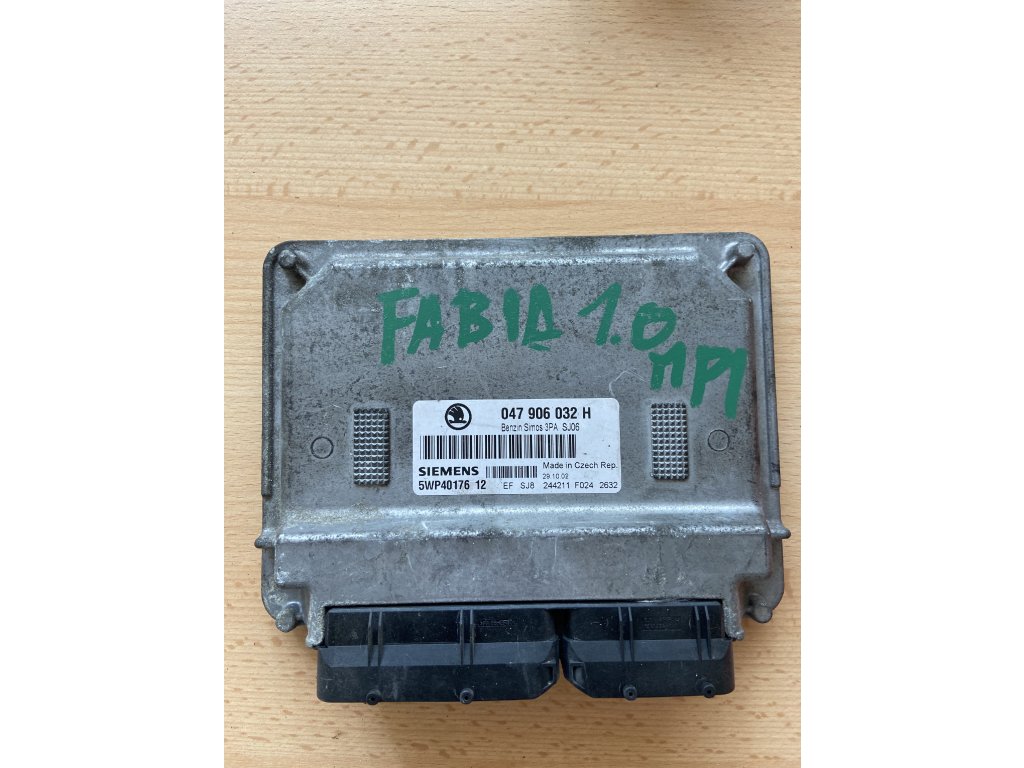 FABIA 1.0
MPI
047 906 032 H
Benzin Simos 3PA SJ06
SIEMENS
Made in Czech Rep.
29.10.02
5WP40176 12 EF SJ8 244211 F024 2632